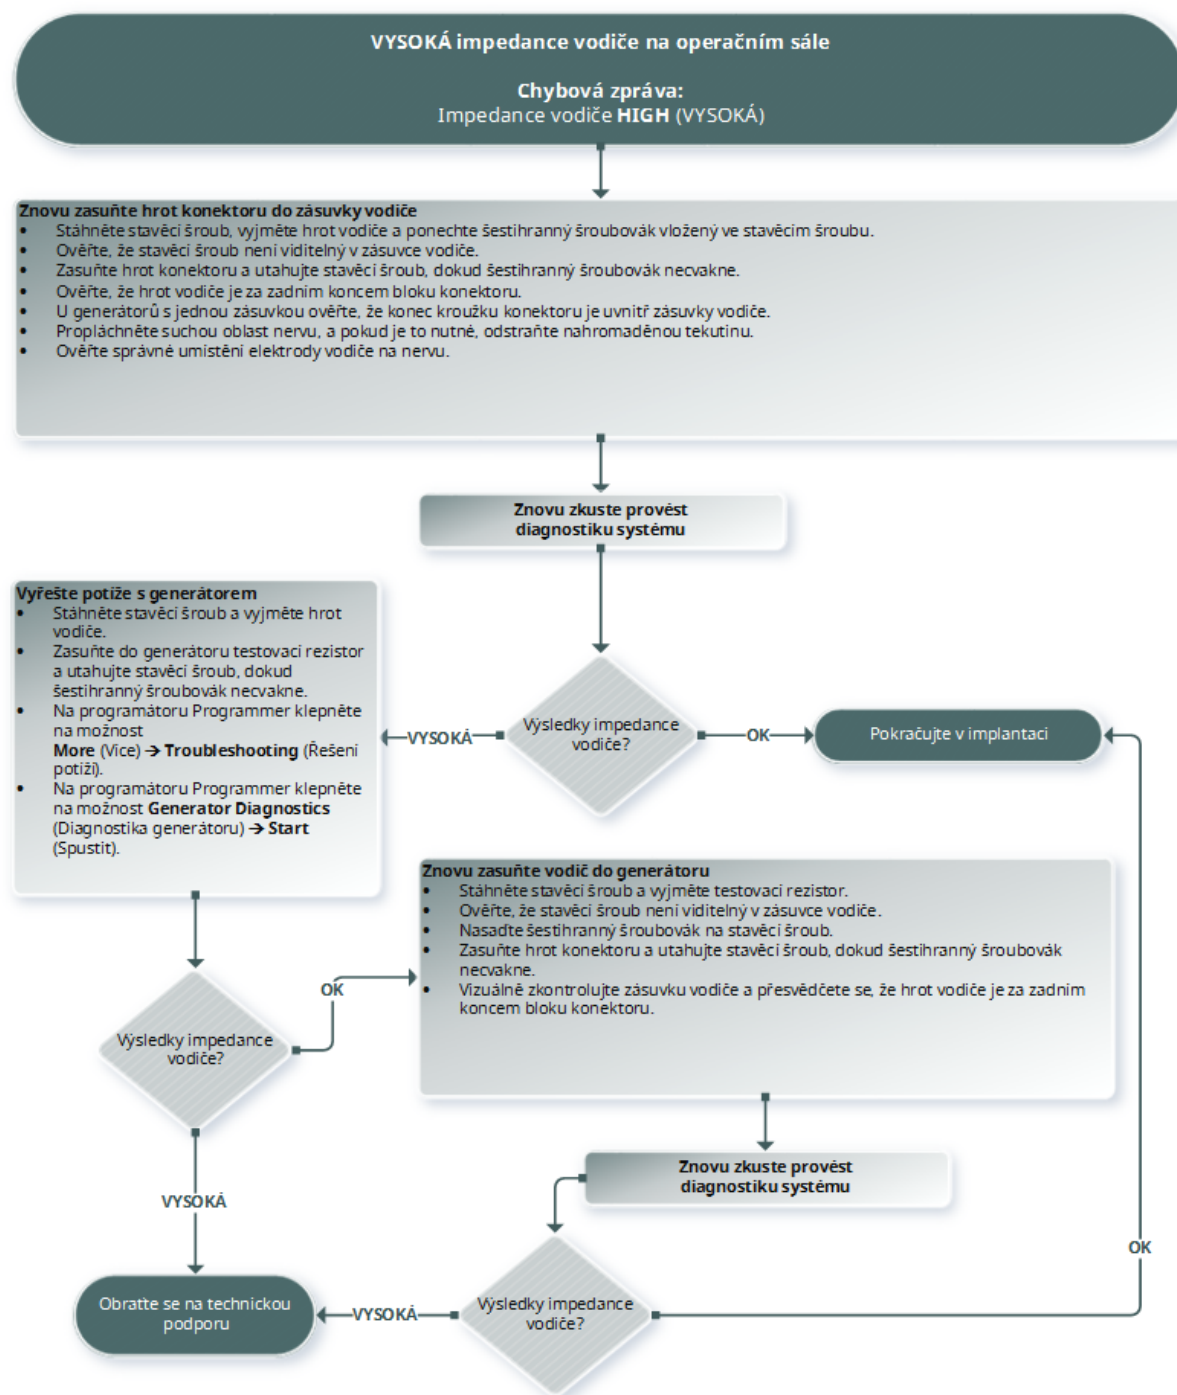 VYSOKÁ impedance vodiče na operačním sále
Chybová zpráva:
Impedance vodiče HIGH (VYSOKÁ)
Znovu zasuňte hrot konektoru do zásuvky vodiče
• Stáhněte stavěcí šroub, vyjměte hrot vodiče a ponechte šestihranný šroubovák vložený ve stavěcím šroubu.
• Ověřte, že stavěcí šroub není viditelný v zásuvce vodiče.
• Zasuňte hrot konektoru a utahujte stavěcí šroub, dokud šestihranný šroubovák necvakne.
• Ověřte, že hrot vodiče je za zadním koncem bloku konektoru.
• U generátorů s jednou zásuvkou ověřte, že konec kroužku konektoru je uvnitř zásuvky vodiče.
• Propláchněte suchou oblast nervu, a pokud je to nutné, odstraňte nahromaděnou tekutinu.
• Ověřte správné umístění elektrody vodiče na nervu.
Znovu zkuste provést
diagnostiku systému
Vyřešte potíže s generátorem
• Stáhněte stavěcí šroub a vyjměte hrot
vodiče.
• Zasuňte do generátoru testovací rezistor
a utahujte stavěcí šroub, dokud
šestihranný šroubovák necvakne.
• Na programátoru Programmer klepněte
na možnost
More (Více) → Troubleshooting (Řešení
potíží).
• Na programátoru Programmer klepněte
na možnost Generator Diagnostics
(Diagnostika generátoru) → Start
(Spustit).
VYSOKÁ
Výsledky impedance
vodiče?
OK
Pokračujte v implantaci
Znovu zasuňte vodič do generátoru
• Stáhněte stavěcí šroub a vyjměte testovací rezistor.
• Ověřte, že stavěcí šroub není viditelný v zásuvce vodiče.
• Nasaďte šestihranný šroubovák na stavěcí šroub.
• Zasuňte hrot konektoru a utahujte stavěcí šroub, dokud šestihranný šroubovák
necvakne.
• Vizuálně zkontrolujte zásuvku vodiče a přesvědčete se, že hrot vodiče je za zadním
koncem bloku konektoru.
OK
Výsledky impedance
vodiče?
Znovu zkuste provést
diagnostiku systému
VYSOKÁ
OK
Obraťte se na technickou
podporu
VYSOKÁ
Výsledky impedance
vodiče?